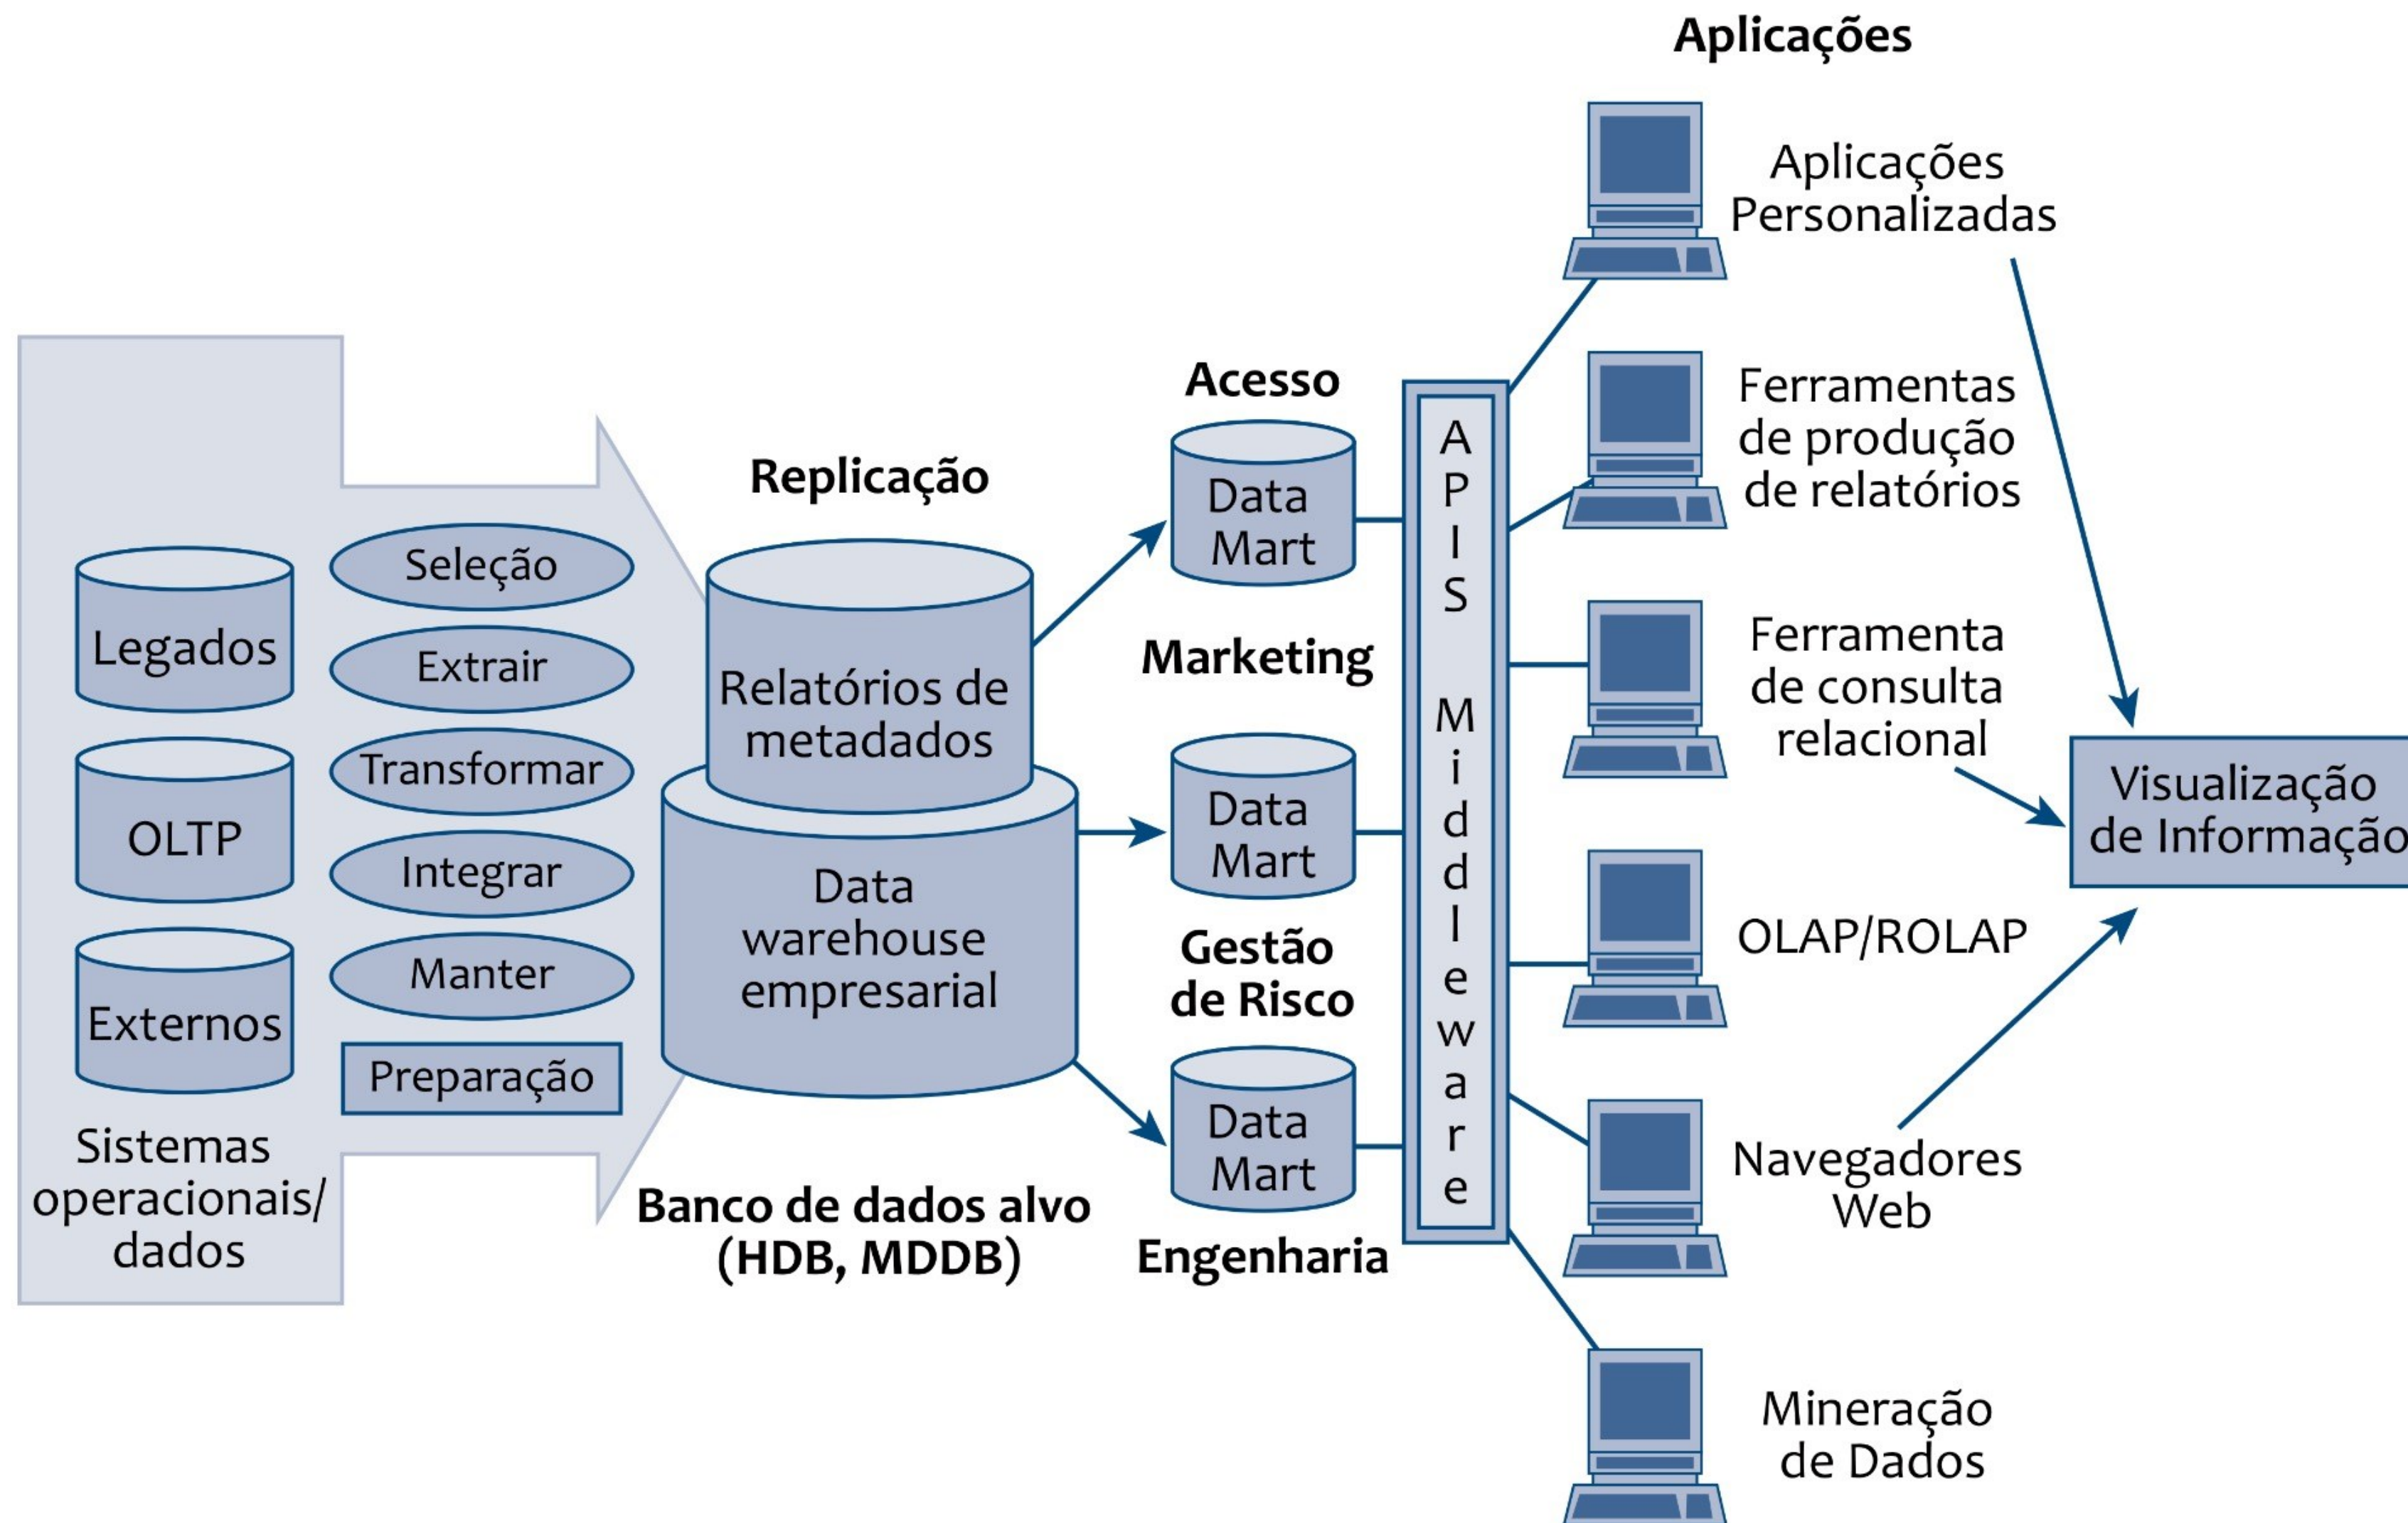 Aplicações
Legados
OLTP
Externos
Sistemas
operacionais/
dados
Seleção
Extrair
Transformar
Integrar
Manter
Preparação
Replicação
Relatórios de
metadados
Data
warehouse
empresarial
Banco de dados alvo
(HDB, MDDB)
Acesso
Data
Mart
Marketing
Data
Mart
Gestão
de Risco
Data
Mart
Engenharia
APIS Middleware
Aplicações
Personalizadas
Ferramentas
de produção
de relatórios
Ferramenta
de consulta
relacional
OLAP/ROLAP
Navegadores
Web
Mineração
de Dados
Visualização
de Informação